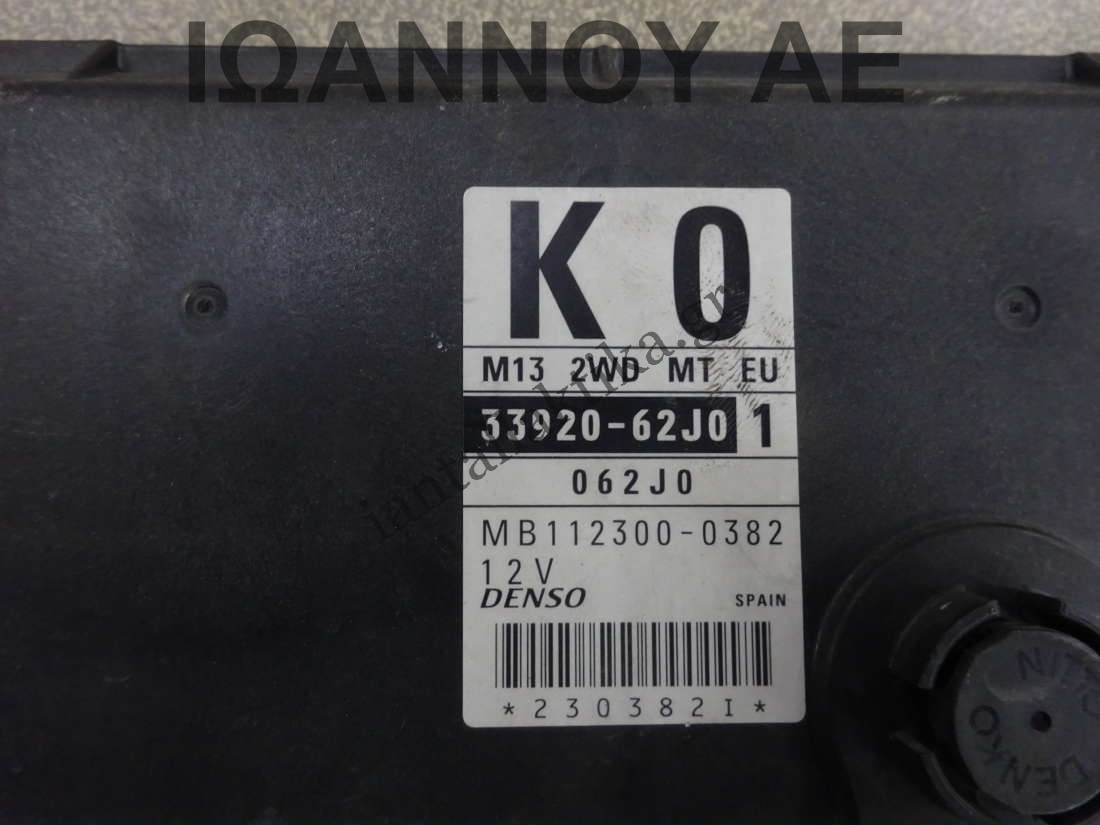 ΙΩΑΝΝΟΥ ΑΕ
K 0
M13 2WD MT EU
33920-62J0 1
062J0
MB112300-0382
12V
DENSO SPAIN
*230382I*
NITTO
DENKO